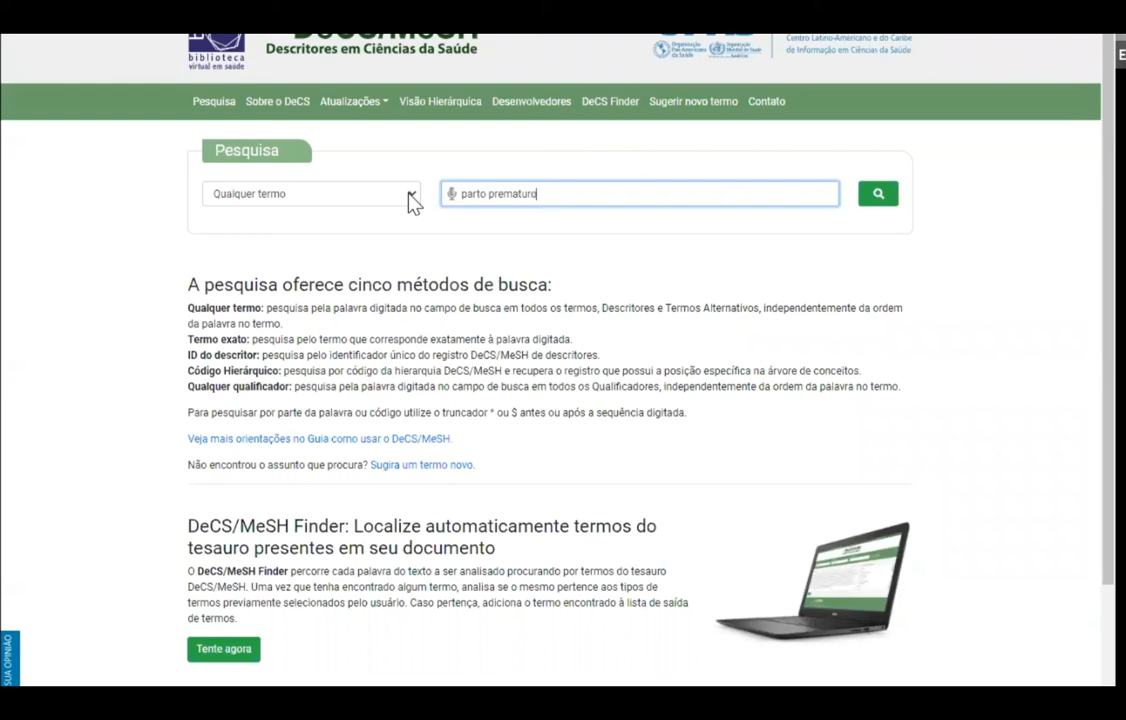 DeCS/MeSH
Descritores em Ciências da Saúde
biblioteca
virtual em saúde
Organização
Pan-Americana
da Saúde
Organização
Mundial da Saúde
Centro Latino-Americano e do Caribe
de Informação em Ciências da Saúde
Pesquisa Sobre o DeCS Atualizações Visão Hierárquica Desenvolvedores DeCS Finder Sugerir novo termo Contato
Pesquisa
Qualquer termo parto prematuro
A pesquisa oferece cinco métodos de busca:
Qualquer termo: pesquisa pela palavra digitada no campo de busca em todos os termos, Descritores e Termos Alternativos, independentemente da ordem
da palavra no termo.
Termo exato: pesquisa pelo termo que corresponde exatamente à palavra digitada.
ID do descritor: pesquisa pelo identificador único do registro DeCS/MeSH de descritores.
Código Hierárquico: pesquisa por código da hierarquia DeCS/MeSH e recupera o registro que possui a posição específica na árvore de conceitos.
Qualquer qualificador: pesquisa pela palavra digitada no campo de busca em todos os Qualificadores, independentemente da ordem da palavra no termo.
Para pesquisar por parte da palavra ou código utilize o truncador * ou $ antes ou após a sequência digitada.
Veja mais orientações no Guia como usar o DeCS/MeSH.
Não encontrou o assunto que procura? Sugira um termo novo.
DeCS/MeSH Finder: Localize automaticamente termos do
tesauro presentes em seu documento
O DeCS/MeSH Finder percorre cada palavra do texto a ser analisado procurando por termos do tesauro
DeCS/MeSH. Uma vez que tenha encontrado algum termo, analisa se o mesmo pertence aos tipos de
termos previamente selecionados pelo usuário. Caso pertença, adiciona o termo encontrado à lista de saída
de termos.
Tente agora
SUA OPINIÃO